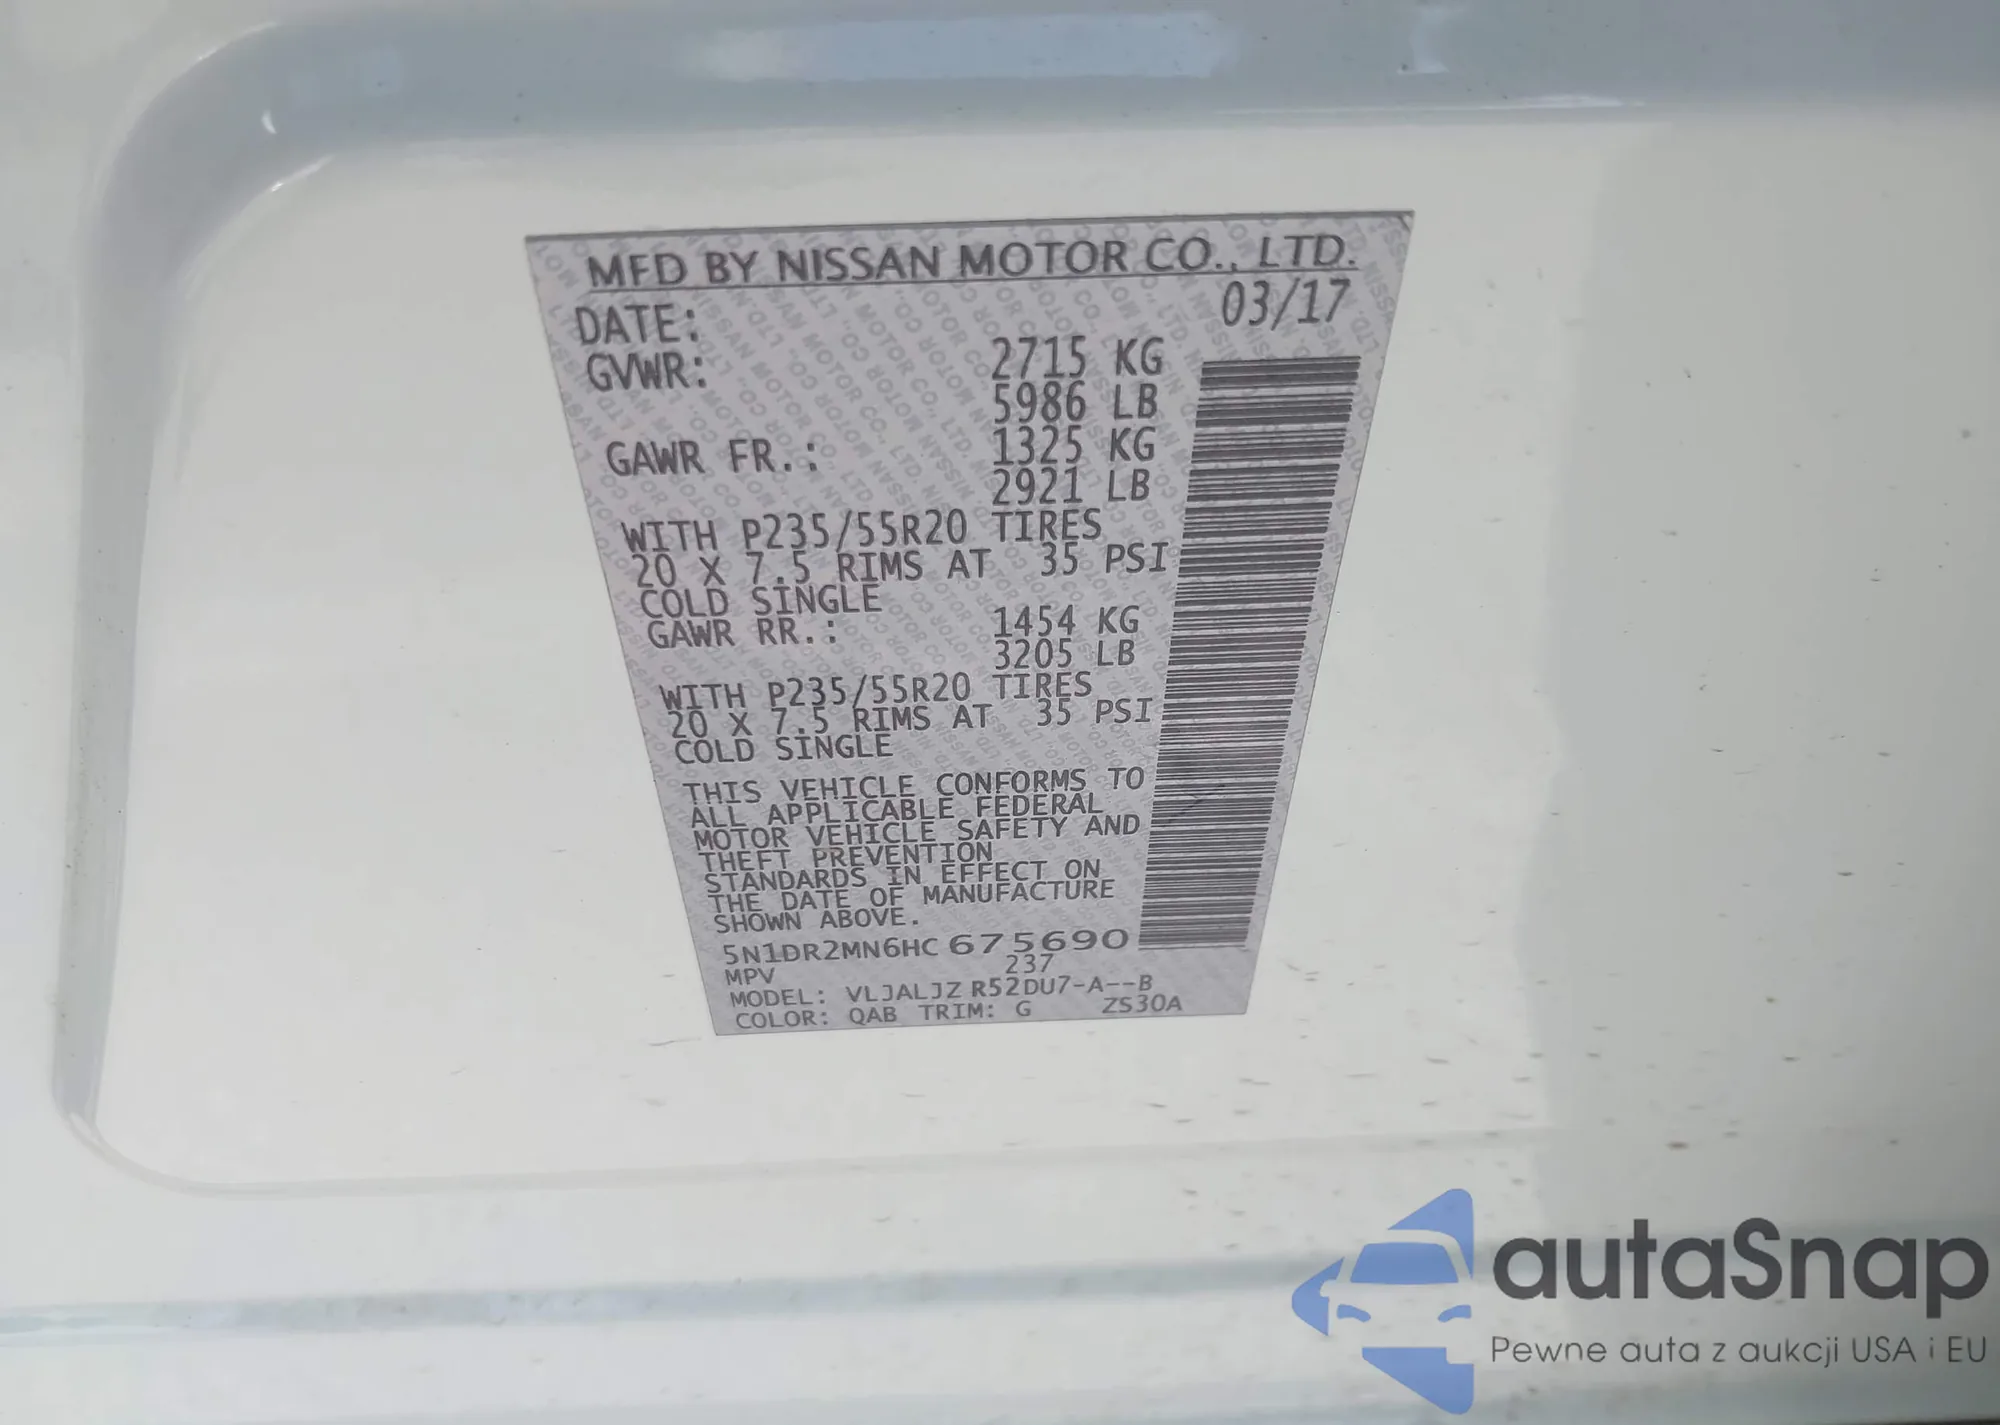 MFD BY NISSAN MOTOR CO., LTD.
DATE: 03/17
GVWR: 2715 KG
5986 LB
GAWR FR.: 1325 KG
2921 LB
WITH P235/55R20 TIRES
20 X 7.5 RIMS AT 35 PSI
COLD SINGLE
GAWR RR.: 1454 KG
3205 LB
WITH P235/55R20 TIRES
20 X 7.5 RIMS AT 35 PSI
COLD SINGLE
THIS VEHICLE CONFORMS TO
ALL APPLICABLE FEDERAL
MOTOR VEHICLE SAFETY AND
THEFT PREVENTION
STANDARDS IN EFFECT ON
THE DATE OF MANUFACTURE
SHOWN ABOVE.
5N1DR2MN6HC 675690
MPV 237
MODEL: VLJALJZ R52DU7-A--B
COLOR: QAB TRIM: G ZS30A
autaSnap
Pewne auta z aukcji USA i EU